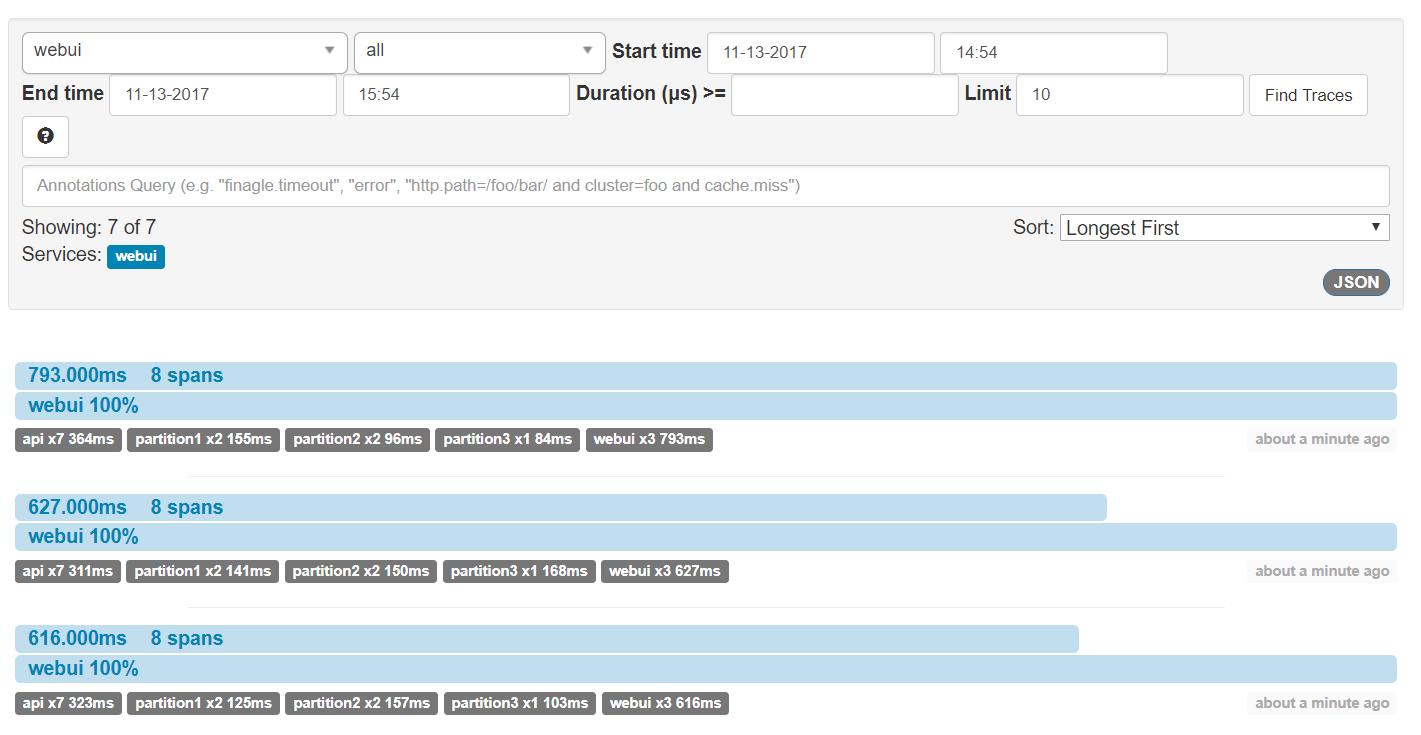 webui all Start time 11-13-2017 14:54
End time 11-13-2017 15:54 Duration (µs) >= Limit 10 Find Traces
?
Annotations Query (e.g. "finagle.timeout", "error", "http.path=/foo/bar/ and cluster=foo and cache.miss")
Showing: 7 of 7 Sort: Longest First
Services: webui
JSON
793.000ms 8 spans
webui 100%
api x7 364ms partition1 x2 155ms partition2 x2 96ms partition3 x1 84ms webui x3 793ms about a minute ago
627.000ms 8 spans
webui 100%
api x7 311ms partition1 x2 141ms partition2 x2 150ms partition3 x1 168ms webui x3 627ms about a minute ago
616.000ms 8 spans
webui 100%
api x7 323ms partition1 x2 125ms partition2 x2 157ms partition3 x1 103ms webui x3 616ms about a minute ago